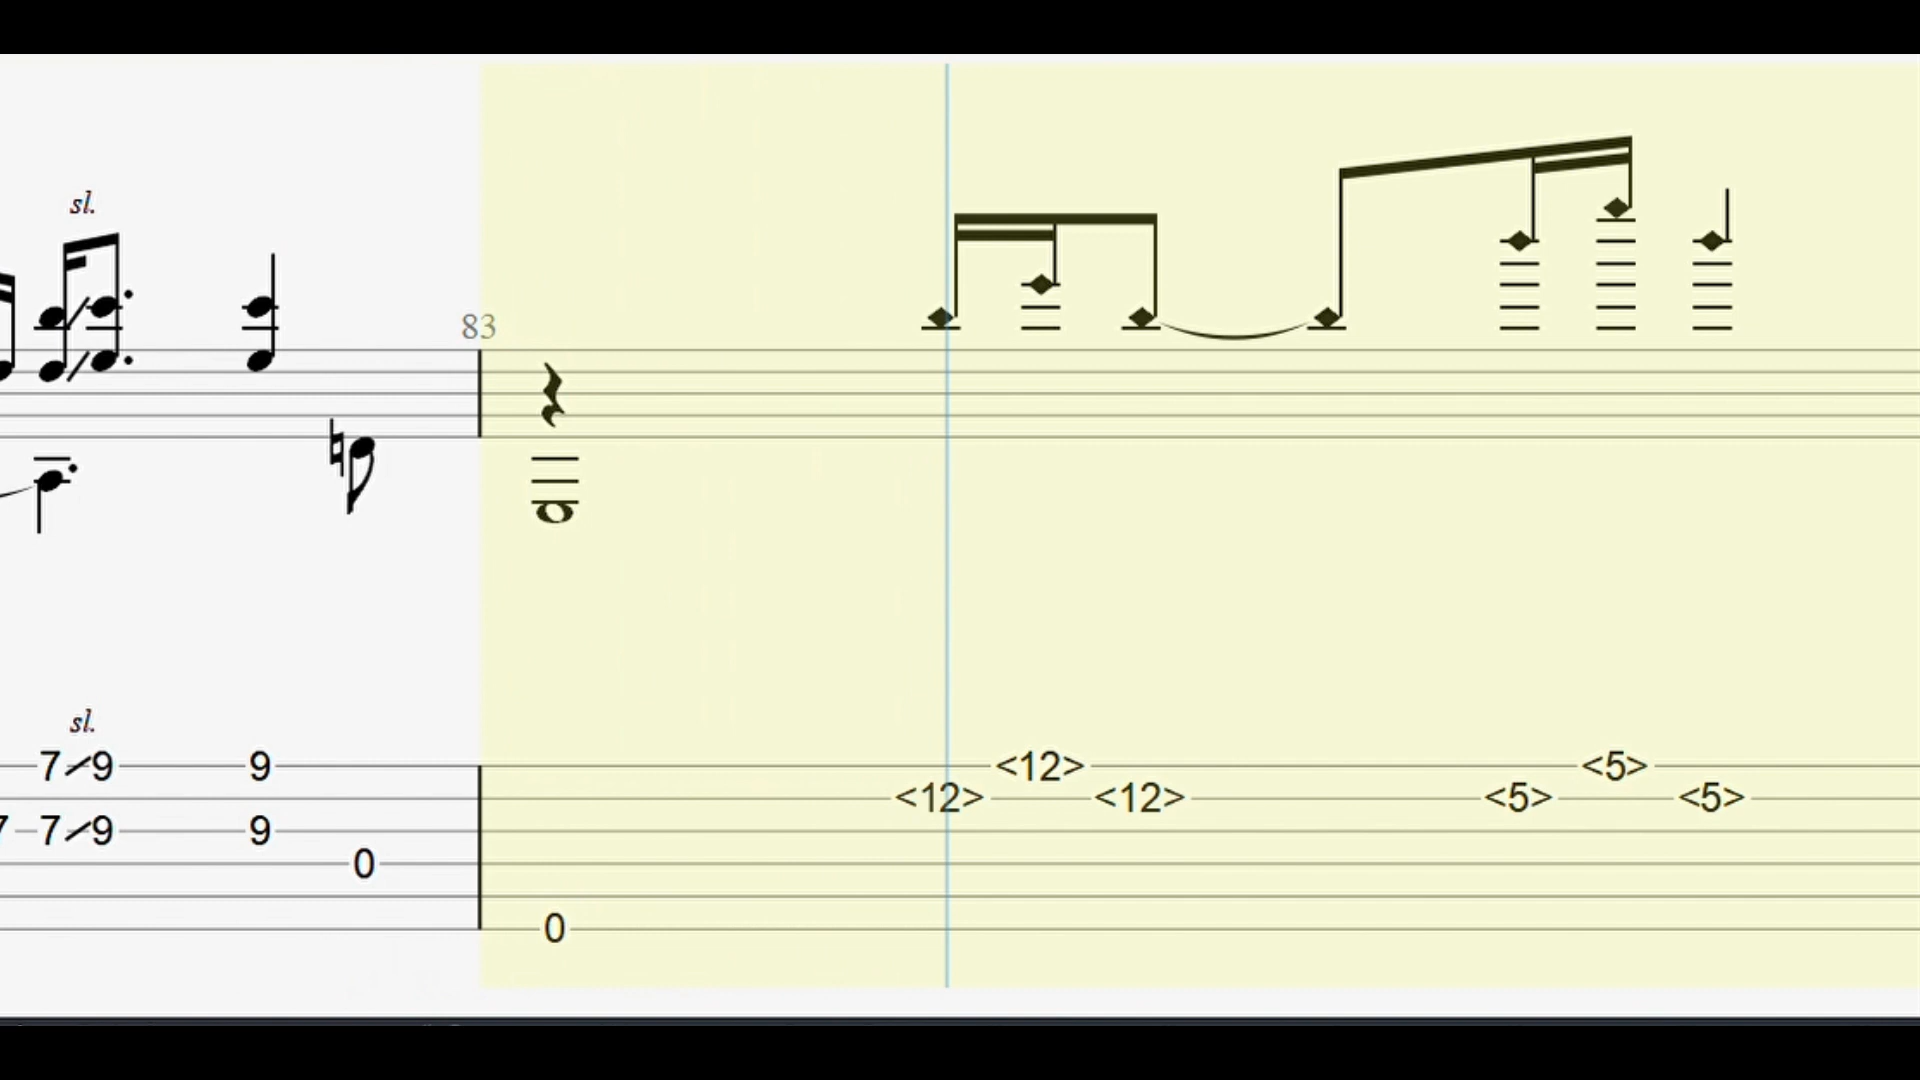 sl.
83
sl.
7 9 9 <12> <5>
<12> <12> <5> <5>
7 7 9 9
0
0